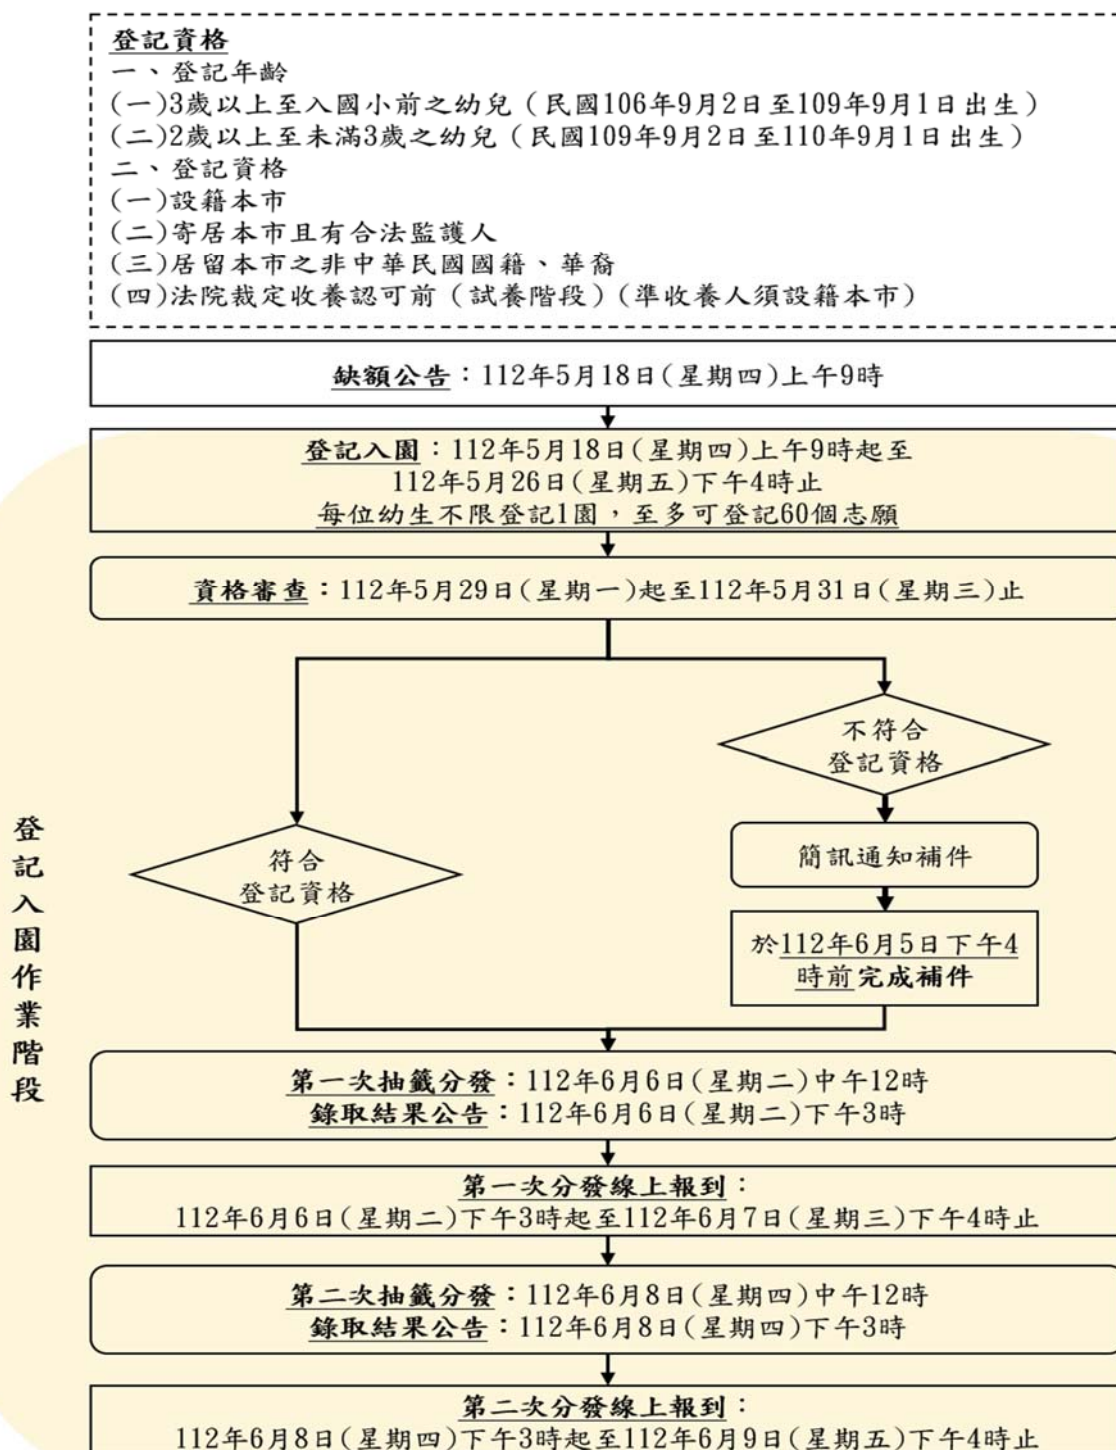 登記資格
一、登記年齡
(一)3歲以上至入國小前之幼兒（民國106年9月2日至109年9月1日出生）
(二)2歲以上至未滿3歲之幼兒（民國109年9月2日至110年9月1日出生）
二、登記資格
(一)設籍本市
(二)寄居本市且有合法監護人
(三)居留本市之非中華民國國籍、華裔
(四)法院裁定收養認可前（試養階段）(準收養人須設籍本市）
缺額公告：112年5月18日(星期四)上午9時
登記入園：112年5月18日(星期四)上午9時起至
112年5月26日(星期五)下午4時止
每位幼生不限登記1園，至多可登記60個志願
資格審查：112年5月29日(星期一)起至112年5月31日(星期三)止
不符合
登記資格
簡訊通知補件
於112年6月5日下午4
時前完成補件
符合
登記資格
登記入園作業階段
第一次抽籤分發：112年6月6日(星期二)中午12時
錄取結果公告：112年6月6日(星期二)下午3時
第一次分發線上報到：
112年6月6日(星期二)下午3時起至112年6月7日(星期三)下午4時止
第二次抽籤分發：112年6月8日(星期四)中午12時
錄取結果公告：112年6月8日(星期四)下午3時
第二次分發線上報到：
112年6月8日(星期四)下午3時起至112年6月9日(星期五)下午4時止